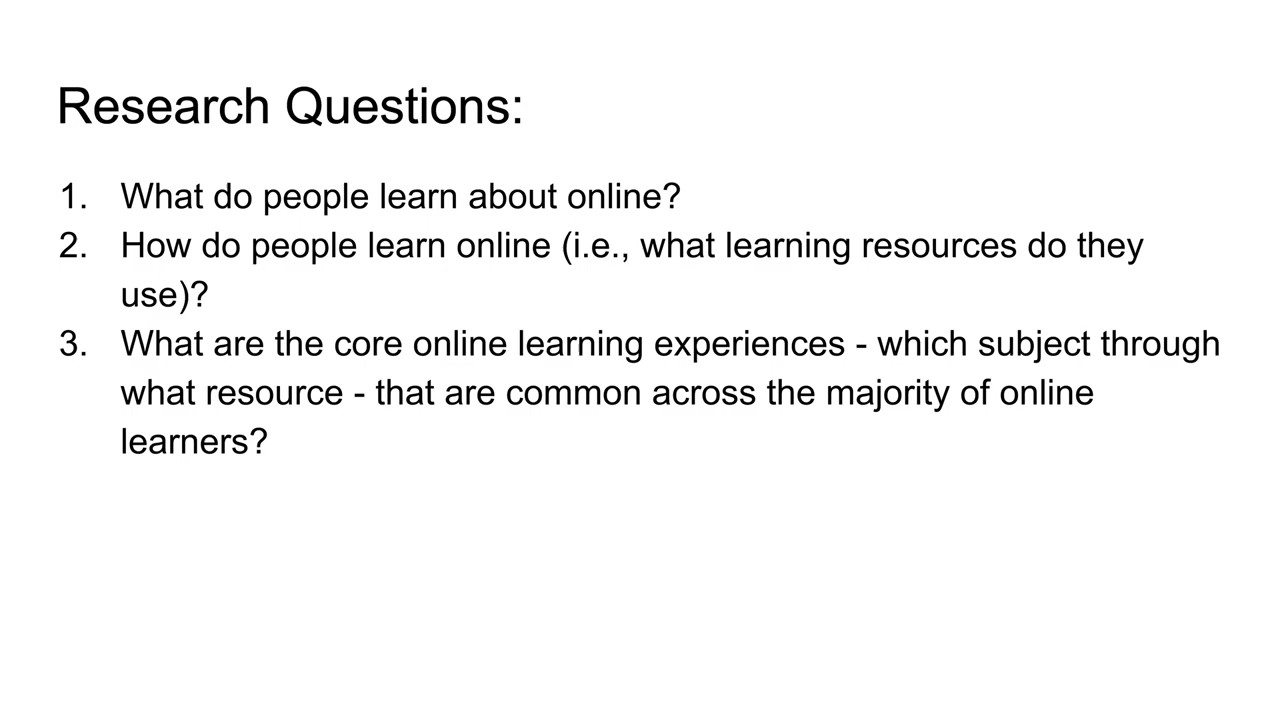 Research Questions:
1. What do people learn about online?
2. How do people learn online (i.e., what learning resources do they
use)?
3. What are the core online learning experiences - which subject through
what resource - that are common across the majority of online
learners?